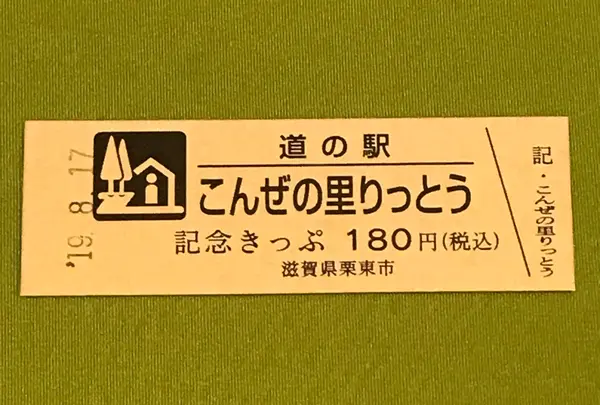 '19. 8. 17
道の駅
こんぜの里りっとう
記念きっぷ 180円(税込)
滋賀県栗東市
記・こんぜの里りっとう